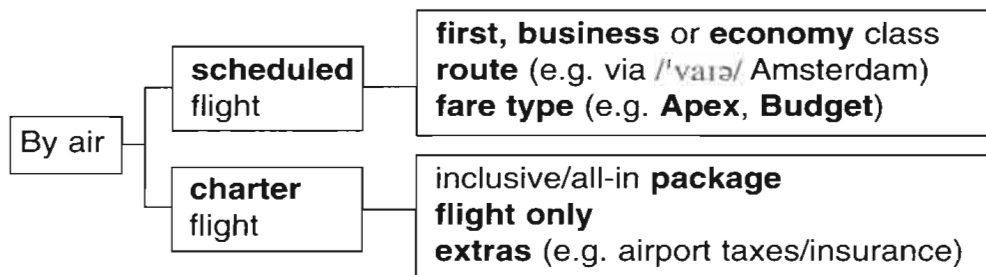 By air
scheduled
flight
first, business or economy class
route (e.g. via /ˈvaɪə/ Amsterdam)
fare type (e.g. Apex, Budget)
charter
flight
inclusive/all-in package
flight only
extras (e.g. airport taxes/insurance)